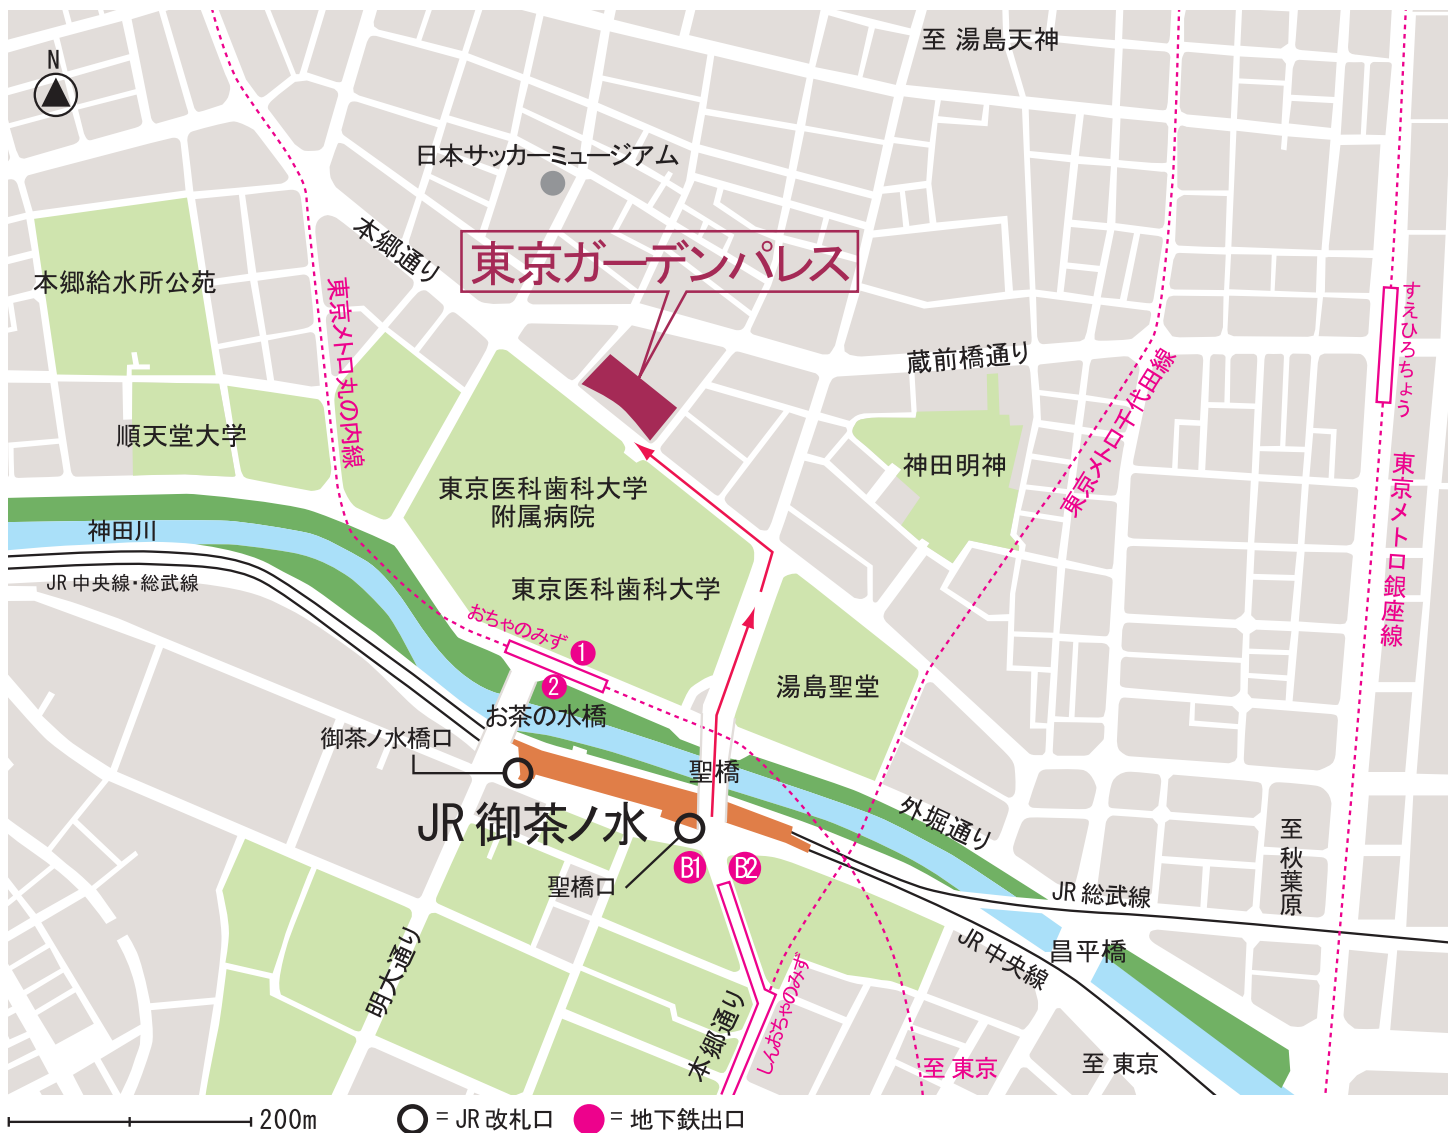 至 湯島天神
N
日本サッカーミュージアム
本郷通り
東京ガーデンパレス
本郷給水所公苑
東京メトロ丸の内線
すえひろちょう
蔵前橋通り
東京メトロ千代田線
順天堂大学
神田明神
東京メトロ銀座線
東京医科歯科大学
附属病院
神田川
JR 中央線・総武線
東京医科歯科大学
おちゃのみず
1
2
湯島聖堂
お茶の水橋
御茶ノ水橋口
聖橋
JR 御茶ノ水
外堀通り
至 秋葉原
B1
B2
聖橋口
JR 総武線
JR 中央線
昌平橋
明大通り
本郷通り
しんおちゃのみず
至 東京
至 東京
200m
= JR 改札口
= 地下鉄出口